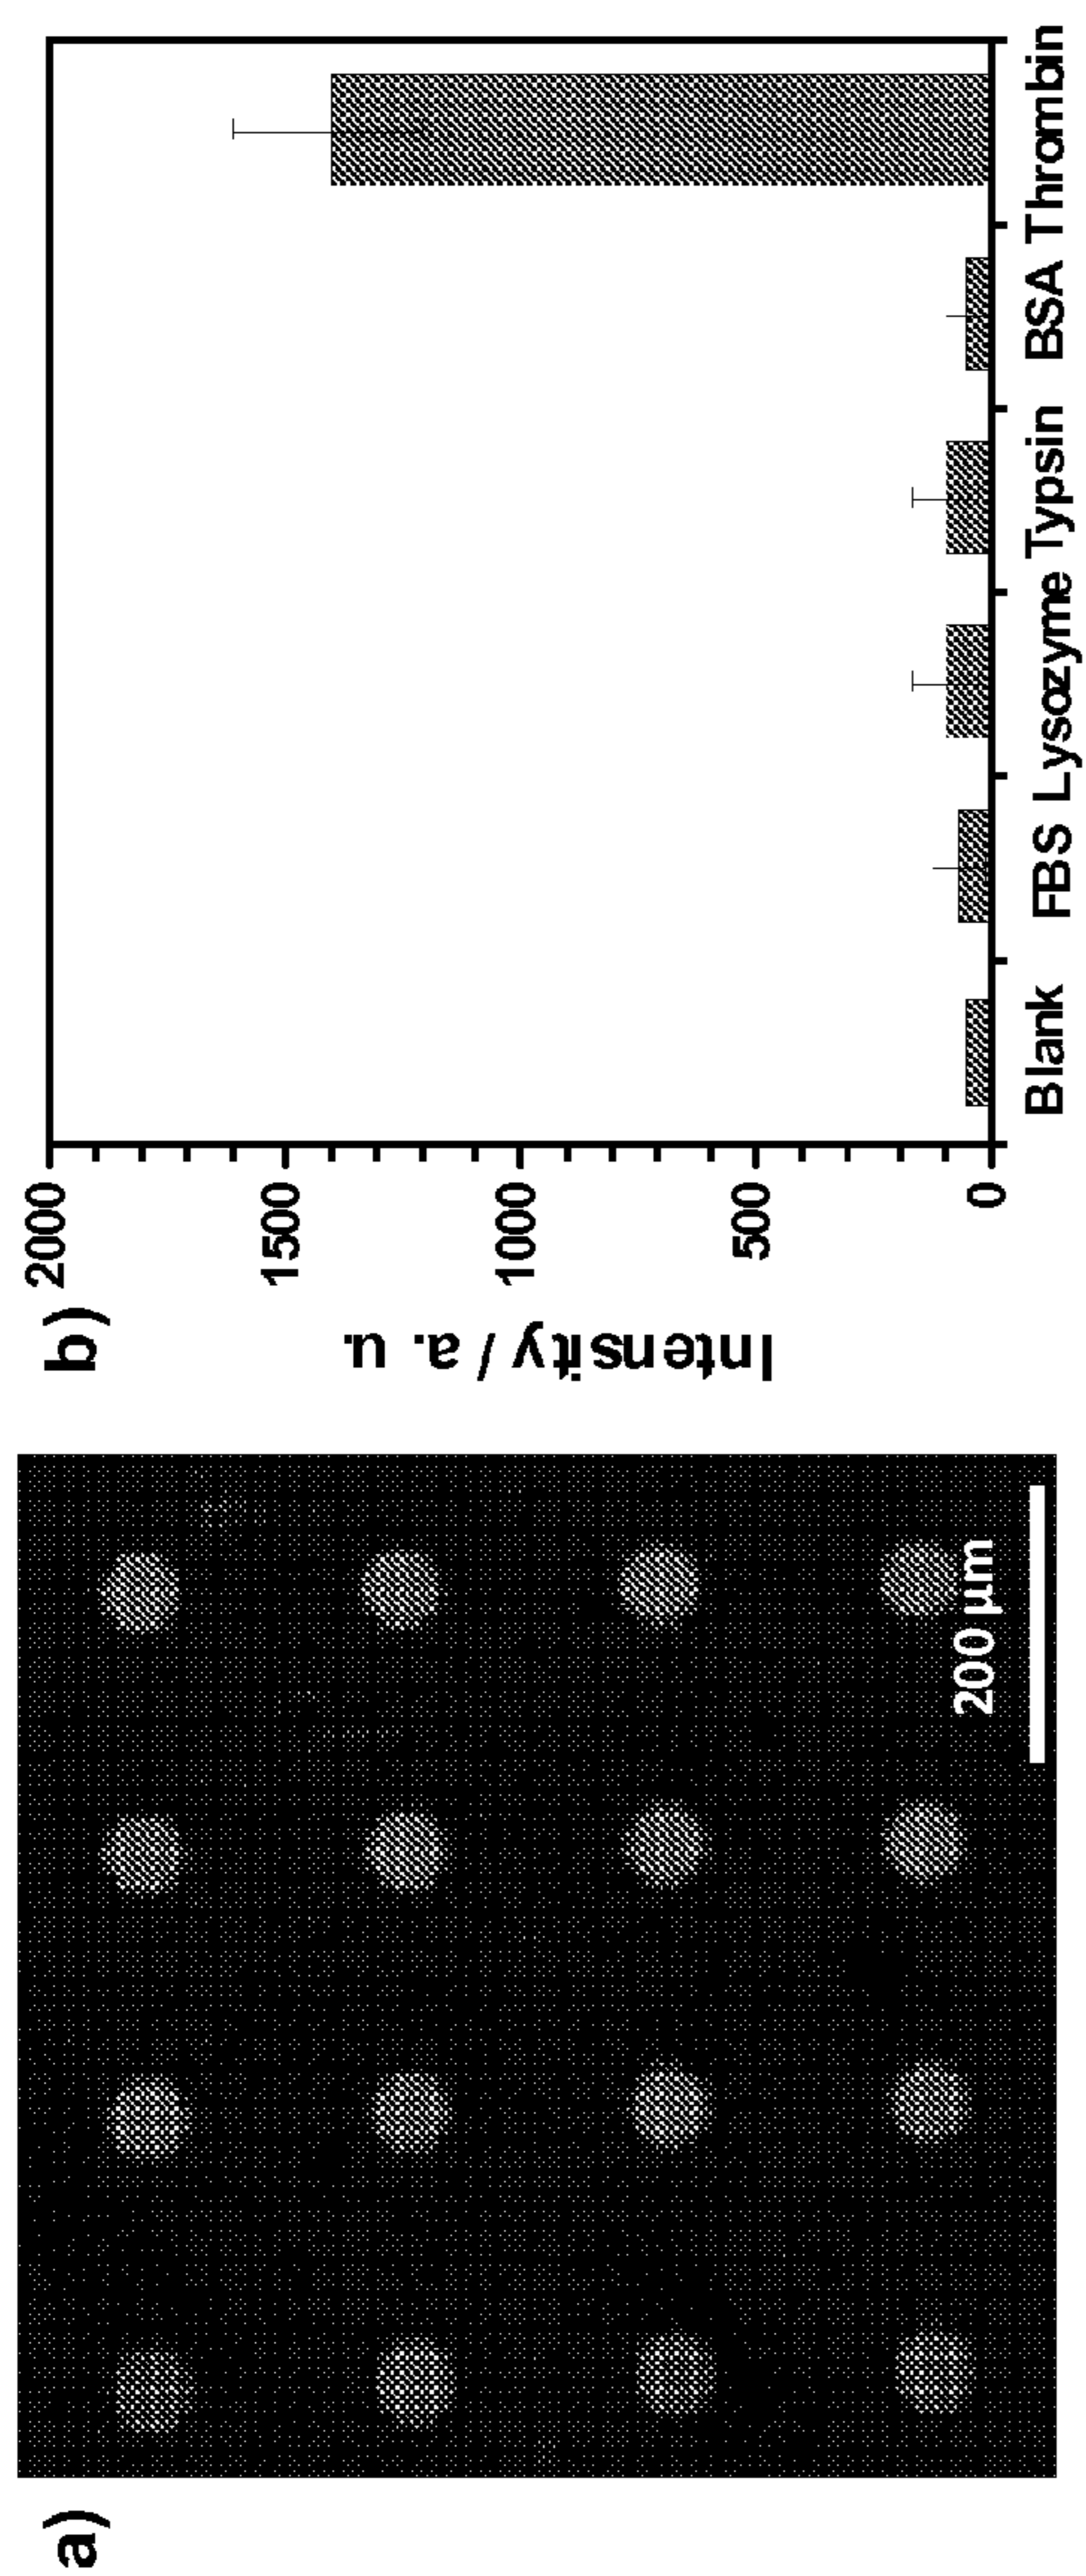 a)
200 µm
b)
Intensity / a. u.
2000
1500
1000
500
0
Blank FBS Lysozyme Typsin BSA Thrombin